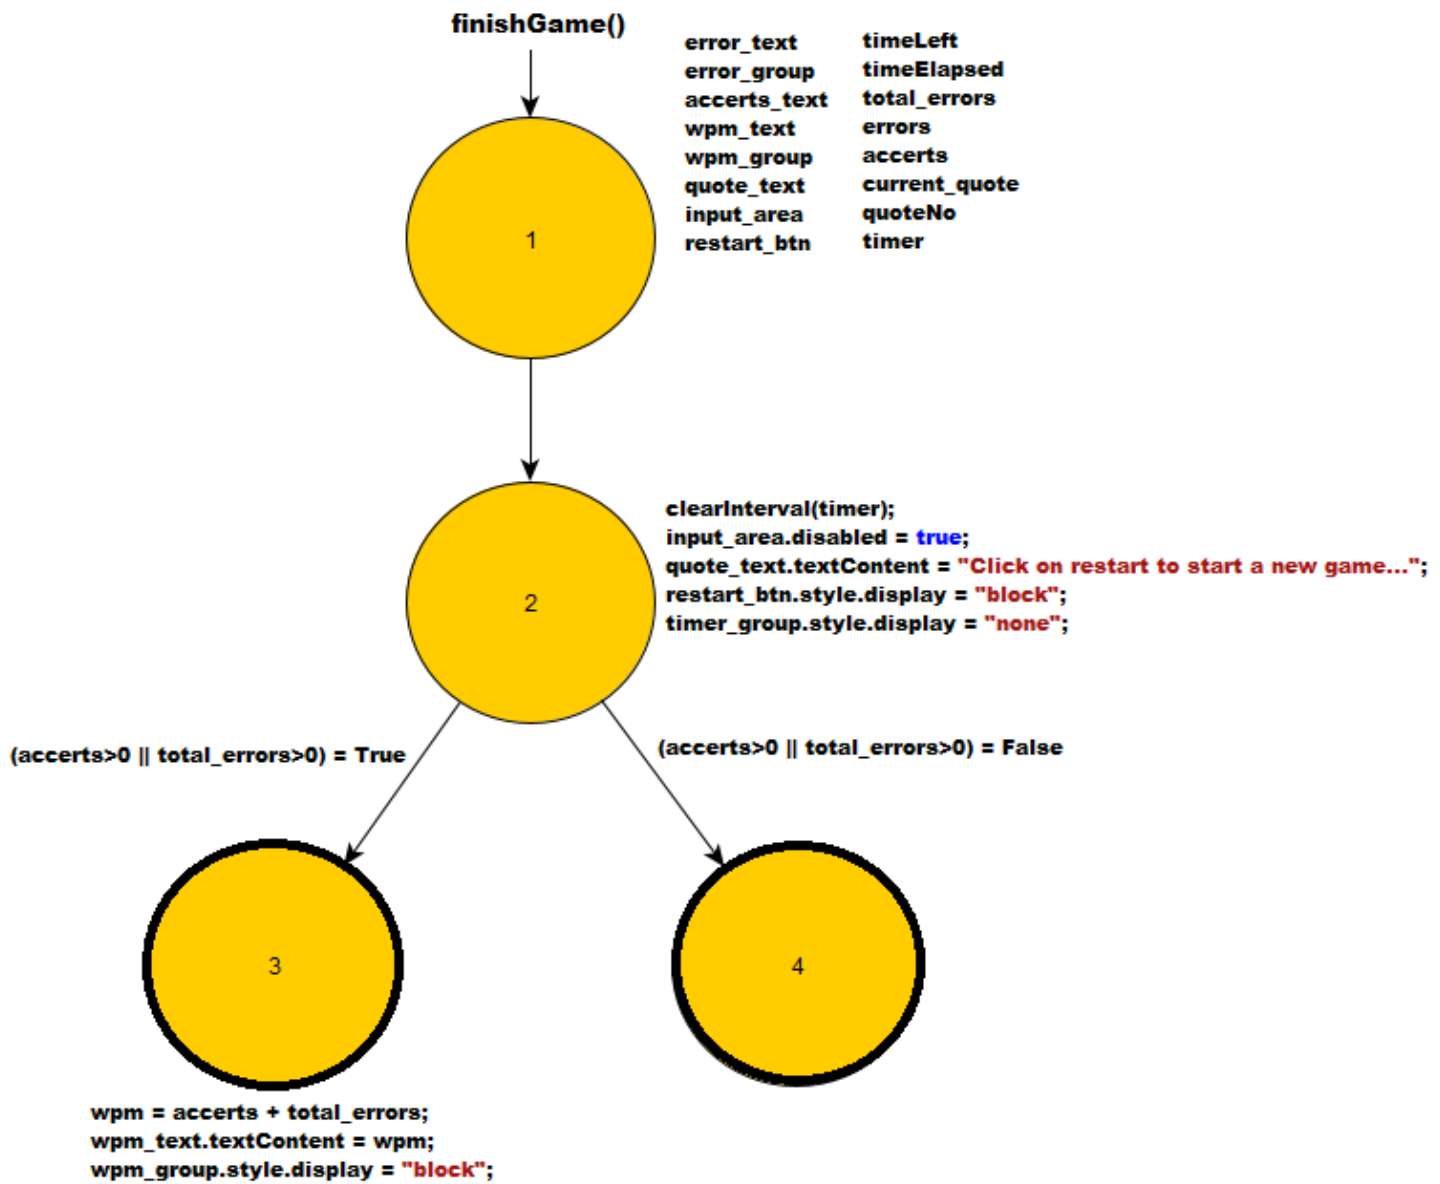 finishGame()
error_text
error_group
accerts_text
wpm_text
wpm_group
quote_text
input_area
restart_btn
timeLeft
timeElapsed
total_errors
errors
accerts
current_quote
quoteNo
timer
1
clearInterval(timer);
input_area.disabled = true;
quote_text.textContent = "Click on restart to start a new game...";
restart_btn.style.display = "block";
timer_group.style.display = "none";
2
(accerts>0 || total_errors>0) = True
(accerts>0 || total_errors>0) = False
3
4
wpm = accerts + total_errors;
wpm_text.textContent = wpm;
wpm_group.style.display = "block";